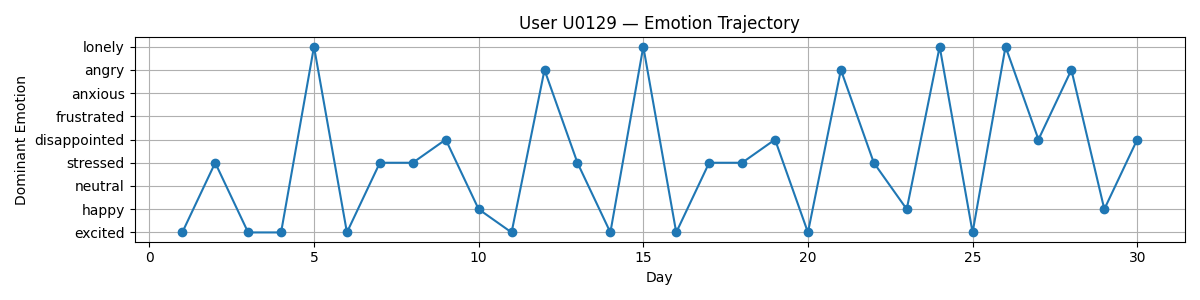 User U0129 — Emotion Trajectory
Dominant Emotion
lonely
angry
anxious
frustrated
disappointed
stressed
neutral
happy
excited
0 5 10 15 20 25 30
Day